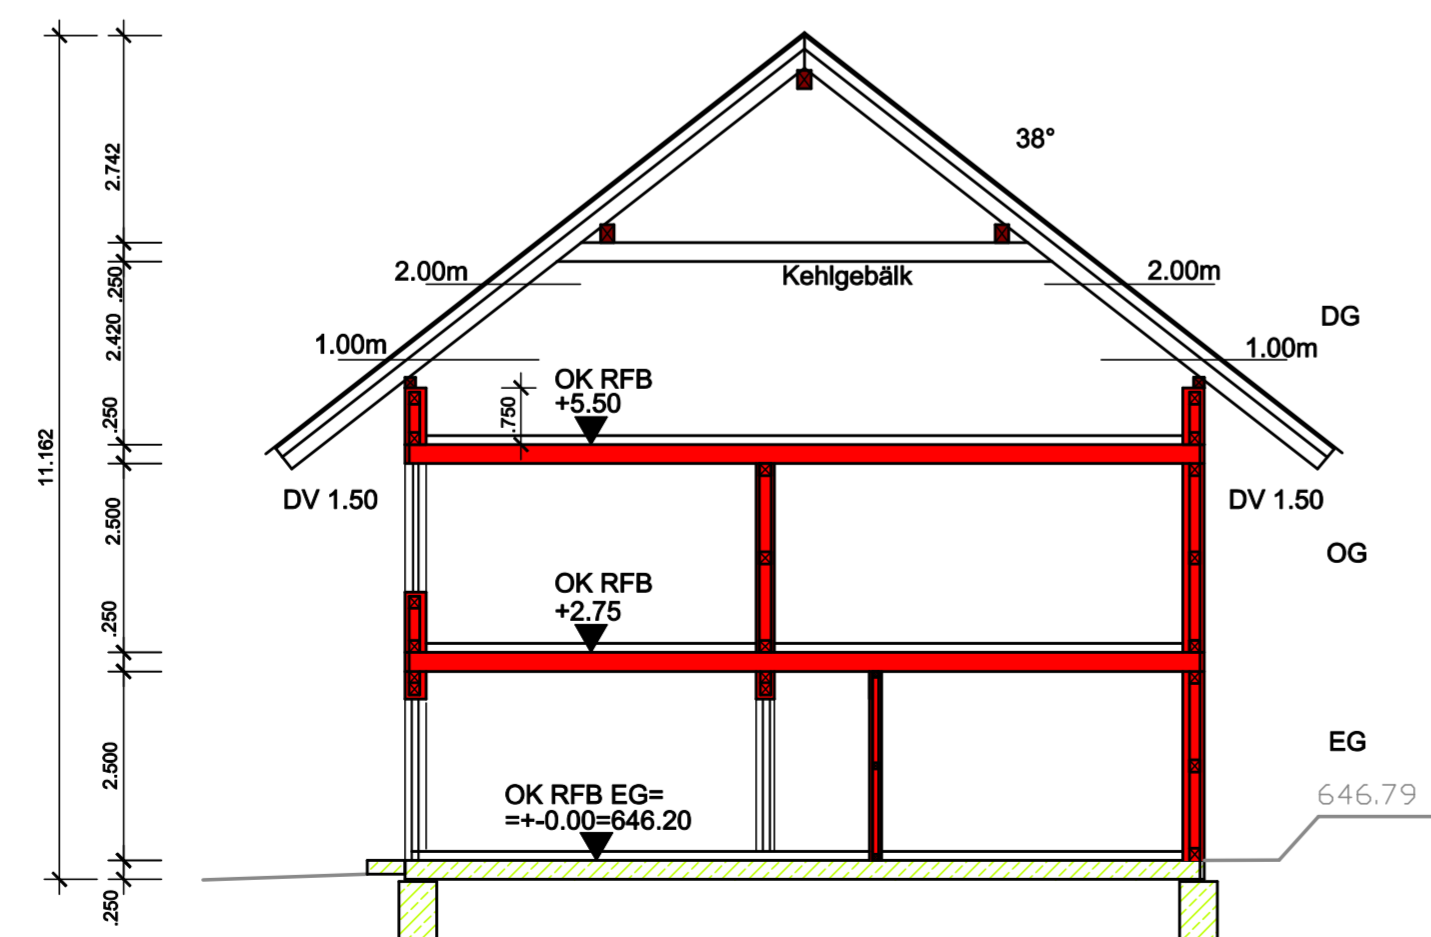 38°
2.742
2.00m
2.00m
.250
Kehlgebälk
DG
2.420
1.00m
1.00m
OK RFB
+5.50
.750
.250
11.162
DV 1.50
DV 1.50
2.500
OG
OK RFB
+2.75
.250
EG
2.500
OK RFB EG=
=+-0.00=646.20
646.79
.250